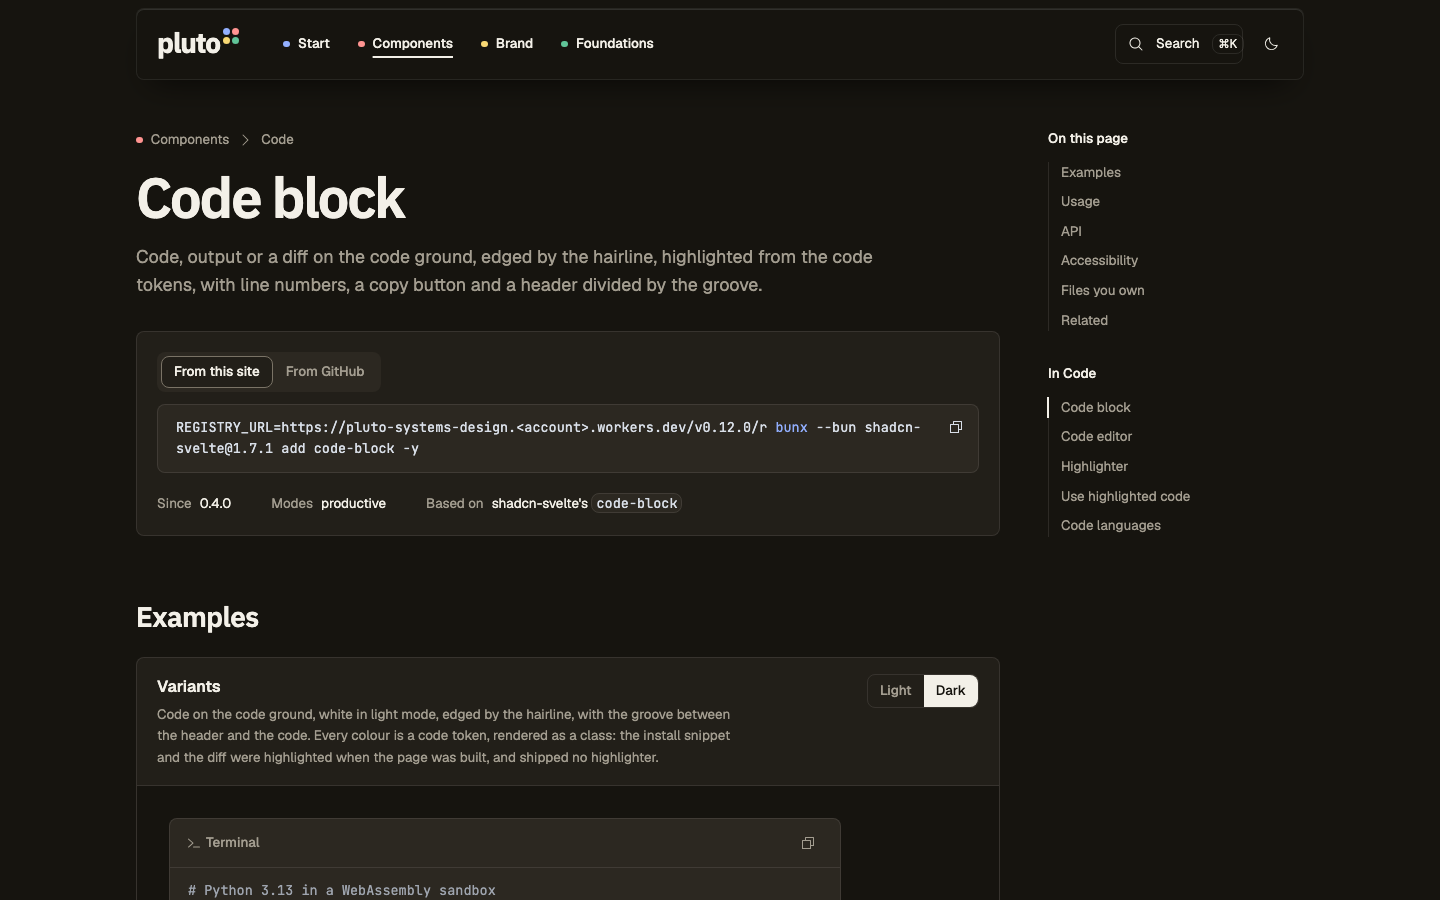 pluto
Start
Components
Brand
Foundations
Search
⌘K
Components
Code
Code block
Code, output or a diff on the code ground, edged by the hairline, highlighted from the code
tokens, with line numbers, a copy button and a header divided by the groove.
From this site
From GitHub
REGISTRY_URL=https://pluto-systems-design.<account>.workers.dev/v0.12.0/r bunx --bun shadcn-
svelte@1.7.1 add code-block -y
Since 0.4.0
Modes productive
Based on shadcn-svelte's code-block
Examples
Variants
Code on the code ground, white in light mode, edged by the hairline, with the groove between
the header and the code. Every colour is a code token, rendered as a class: the install snippet
and the diff were highlighted when the page was built, and shipped no highlighter.
Light
Dark
>_ Terminal
# Python 3.13 in a WebAssembly sandbox
On this page
Examples
Usage
API
Accessibility
Files you own
Related
In Code
Code block
Code editor
Highlighter
Use highlighted code
Code languages